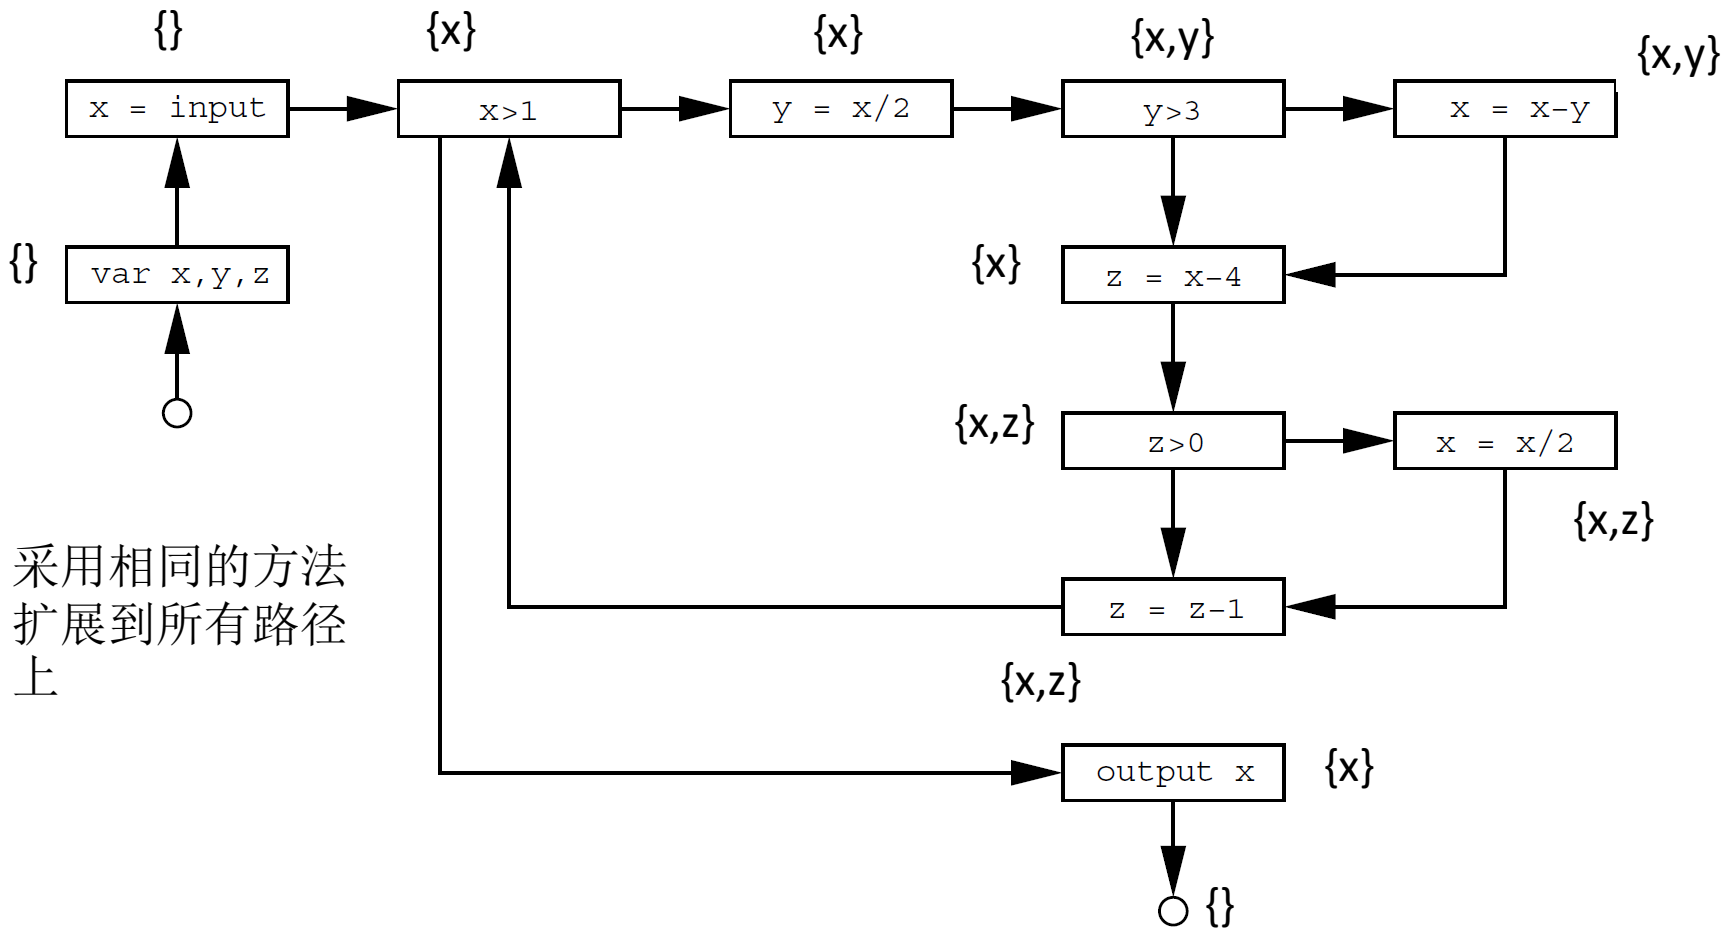 {}
{x}
{x}
{x,y}
{x,y}
x = input
x>1
y = x/2
y>3
x = x-y
{}
var x,y,z
{x}
z = x-4
{x,z}
z>0
x = x/2
{x,z}
采用相同的方法
扩展到所有路径
上
z = z-1
{x,z}
output x
{x}
{}